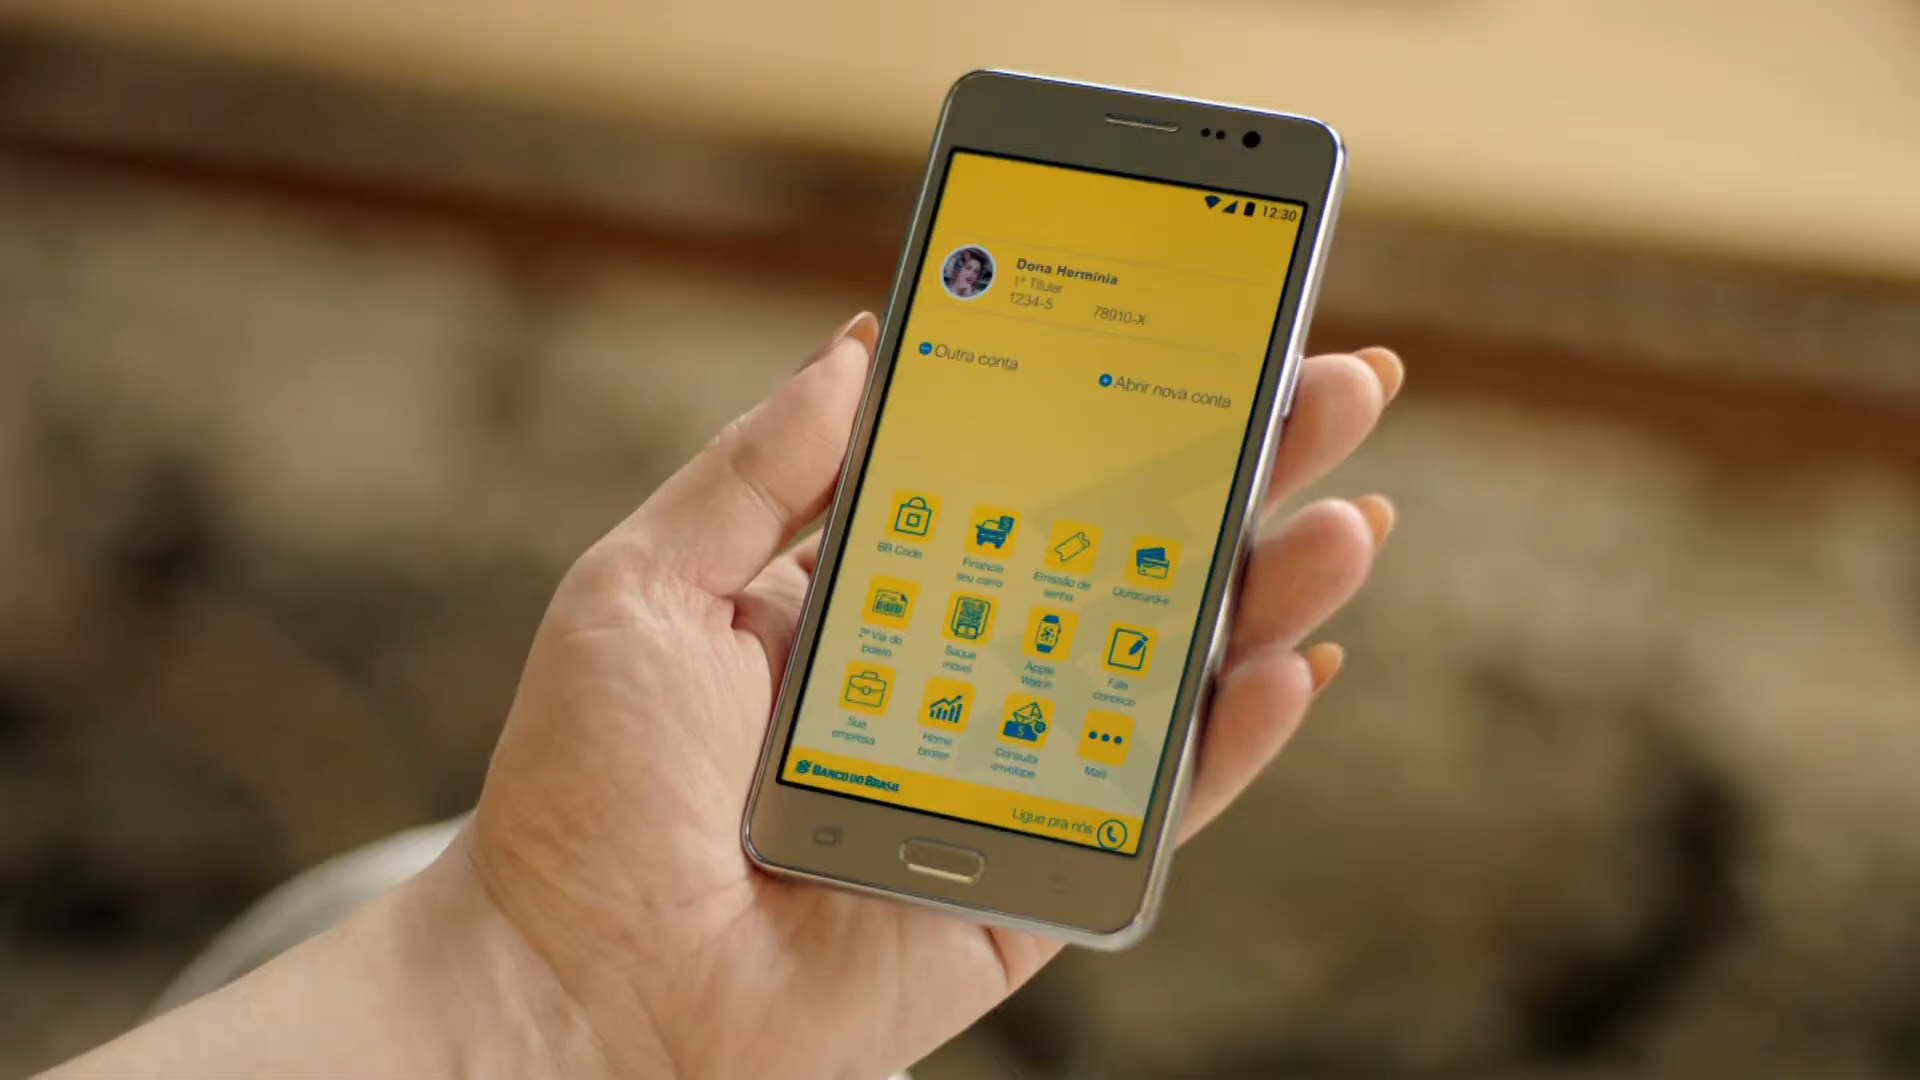 12:30
Dona Hermínia
1º Titular
1234-5 78910-X
Outra conta
Abrir nova conta
BR Code
Financie
seu carro
Emissão de
senha
Ourocard-e
2ª Via de
boleto
Saque
móvel
Apple
Watch
Fale
conosco
Sua
empresa
Home
broker
Consulta
envelope
Mais
BANCO DO BRASIL
Ligue pra nós